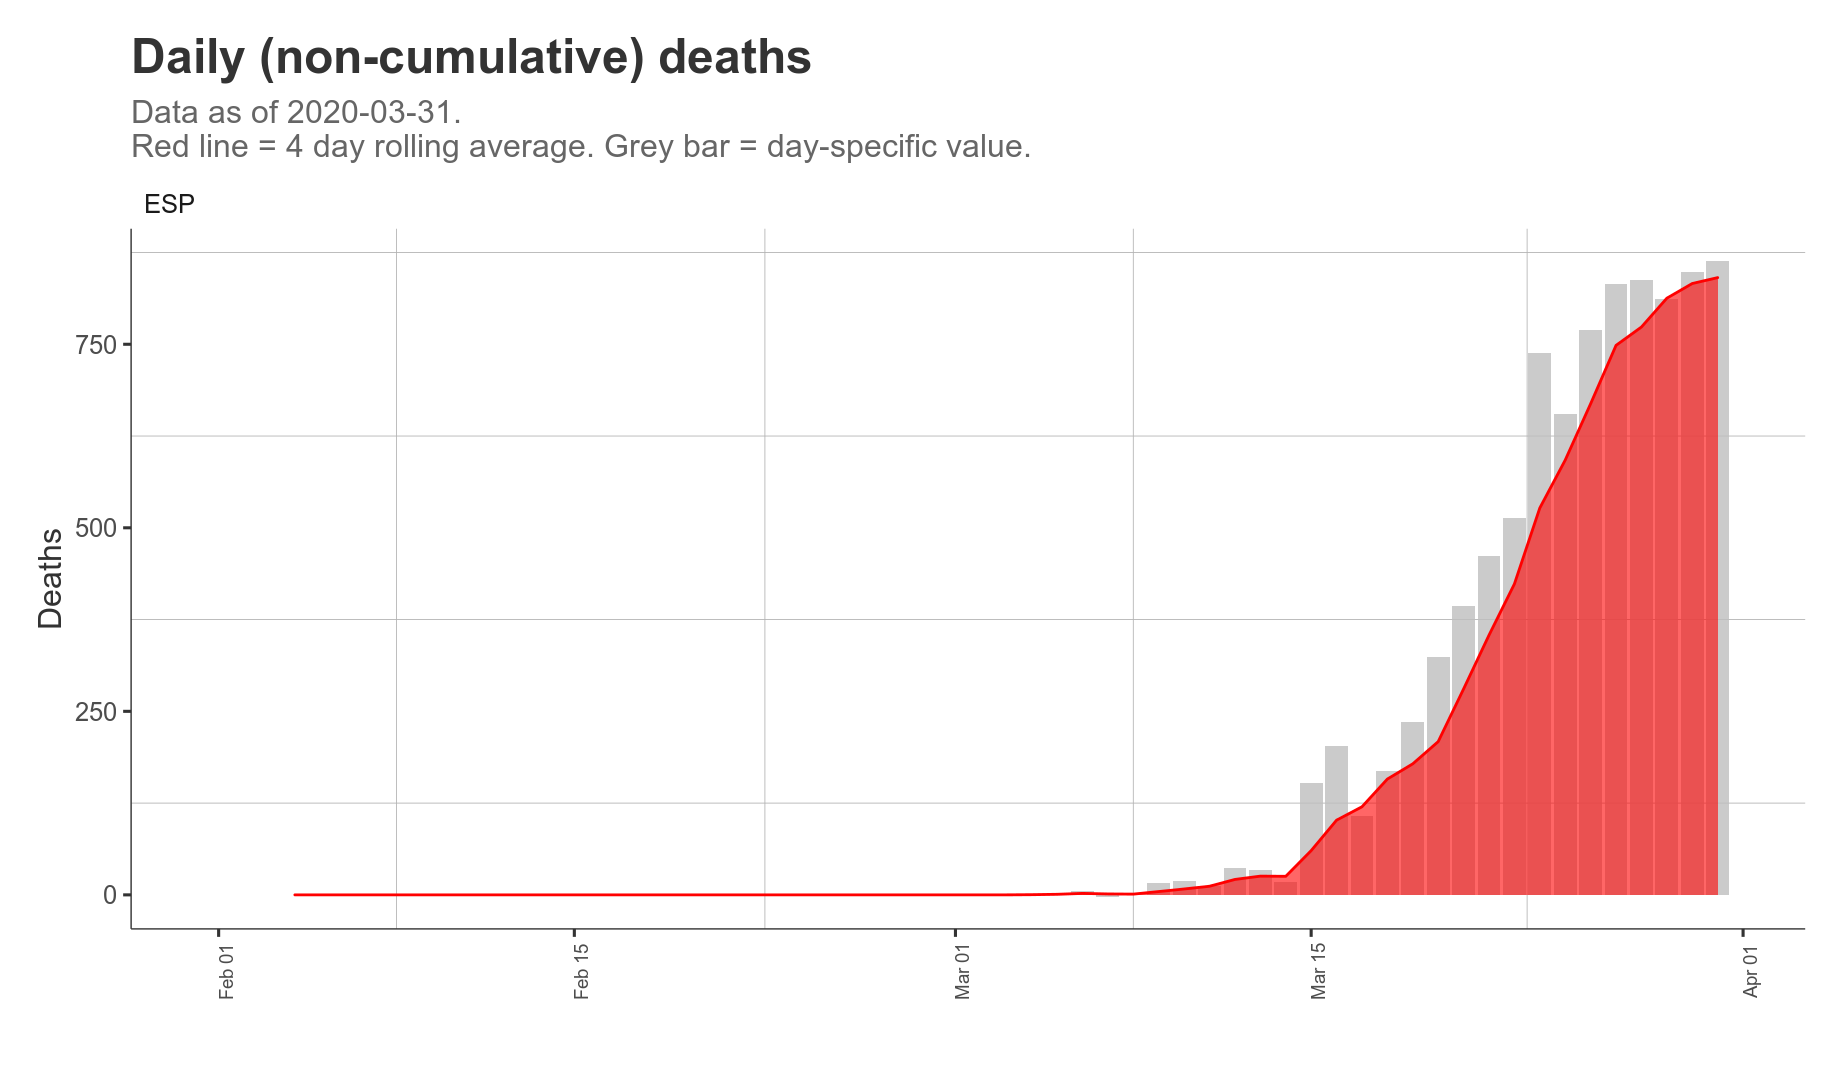 Daily (non-cumulative) deaths
Data as of 2020-03-31.
Red line = 4 day rolling average. Grey bar = day-specific value.
ESP
Deaths
750
500
250
0
Feb 01
Feb 15
Mar 01
Mar 15
Apr 01